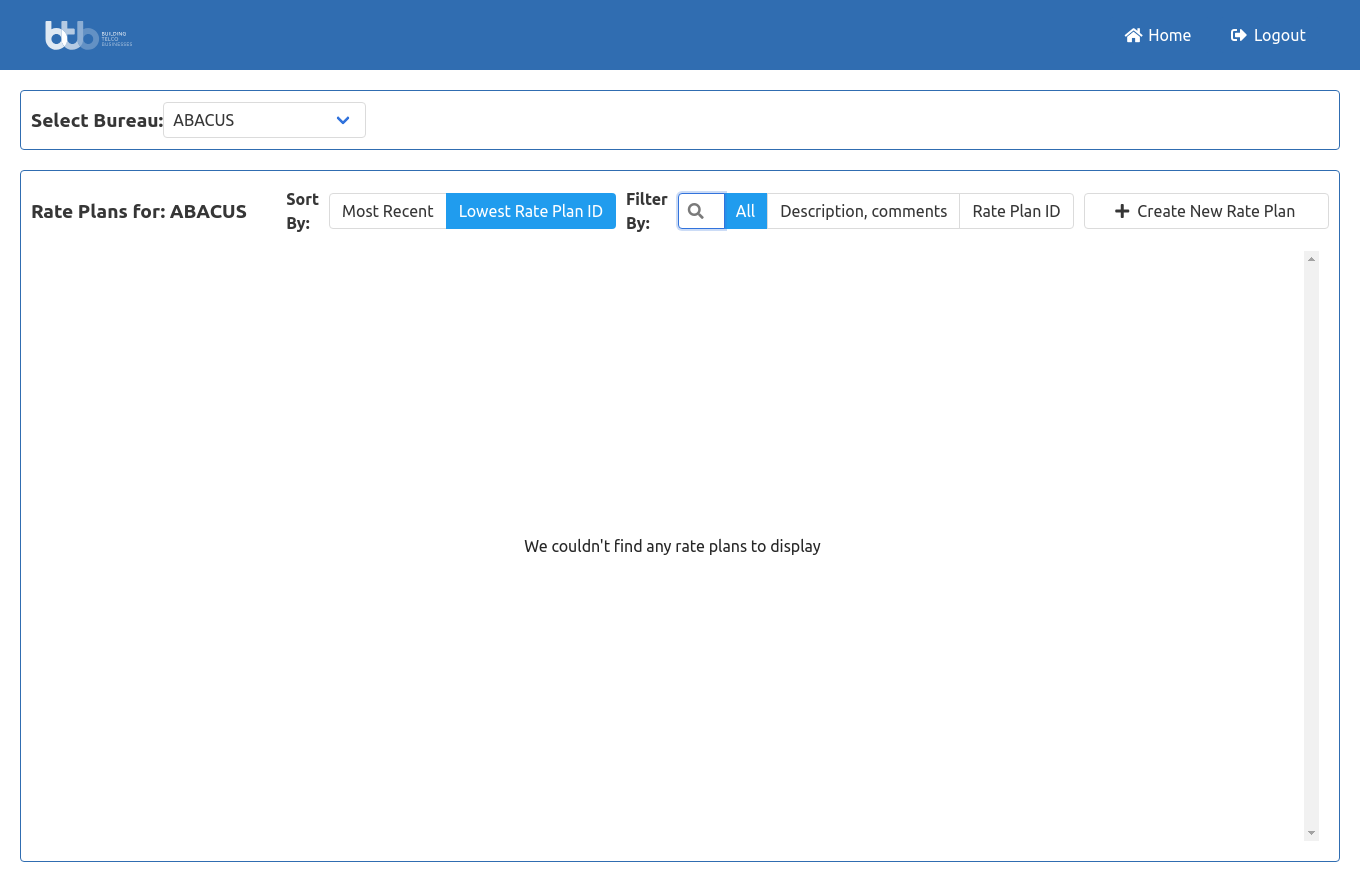 btb BUILDING
TELCO
BUSINESSES
Home
Logout
Select Bureau: ABACUS
Rate Plans for: ABACUS
Sort
By:
Most Recent
Lowest Rate Plan ID
Filter
By:
All
Description, comments
Rate Plan ID
Create New Rate Plan
We couldn't find any rate plans to display